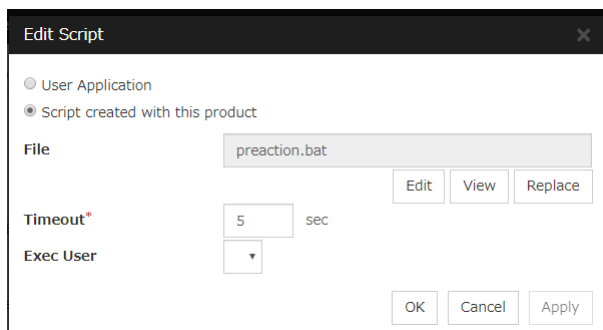 Edit Script
User Application
Script created with this product
File preaction.bat
Edit View Replace
Timeout* 5 sec
Exec User
OK Cancel Apply